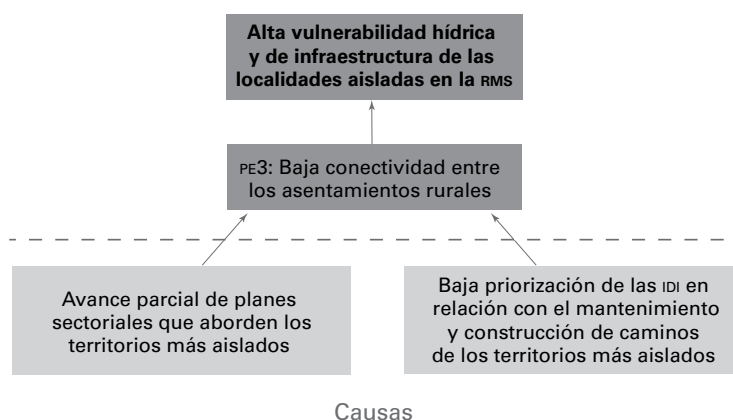 Alta vulnerabilidad hídrica
y de infraestructura de las
localidades aisladas en la RMS
PE3: Baja conectividad entre
los asentamientos rurales
Avance parcial de planes
sectoriales que aborden los
territorios más aislados
Baja priorización de las IDI en
relación con el mantenimiento
y construcción de caminos
de los territorios más aislados
Causas